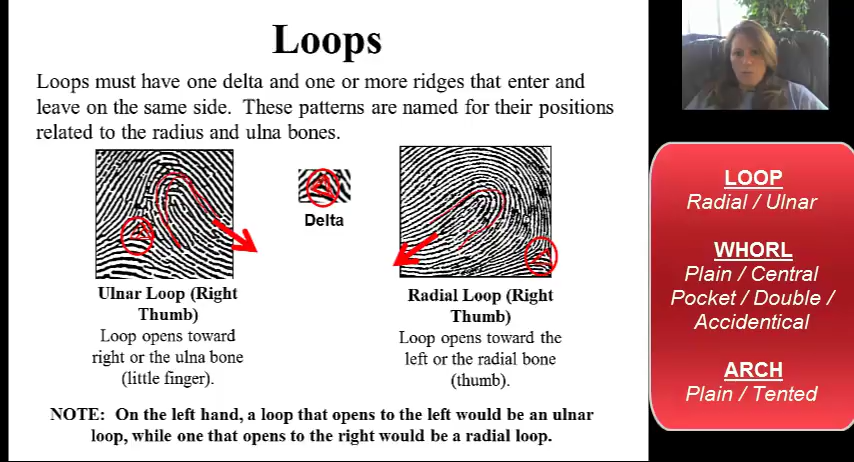 Loops
Loops must have one delta and one or more ridges that enter and
leave on the same side. These patterns are named for their positions
related to the radius and ulna bones.
Delta
Ulnar Loop (Right
Thumb)
Loop opens toward
right or the ulna bone
(little finger).
Radial Loop (Right
Thumb)
Loop opens toward the
left or the radial bone
(thumb).
NOTE: On the left hand, a loop that opens to the left would be an ulnar
loop, while one that opens to the right would be a radial loop.
LOOP
Radial / Ulnar
WHORL
Plain / Central
Pocket / Double /
Accidentical
ARCH
Plain / Tented